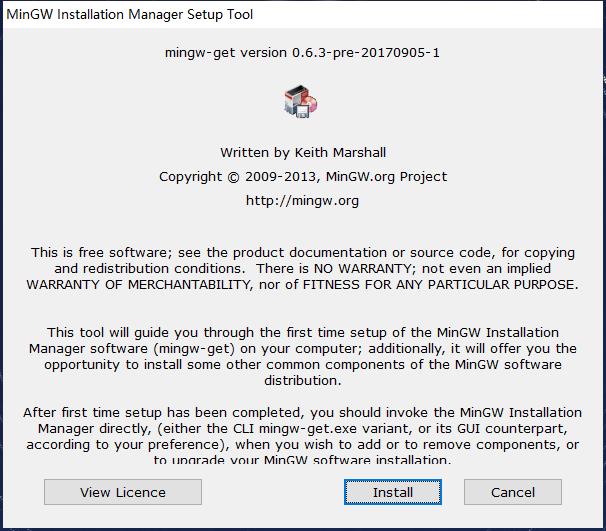 MinGW Installation Manager Setup Tool
mingw-get version 0.6.3-pre-20170905-1
Written by Keith Marshall
Copyright © 2009-2013, MinGW.org Project
http://mingw.org
This is free software; see the product documentation or source code, for copying
and redistribution conditions.  There is NO WARRANTY; not even an implied
WARRANTY OF MERCHANTABILITY, nor of FITNESS FOR ANY PARTICULAR PURPOSE.
This tool will guide you through the first time setup of the MinGW Installation
Manager software (mingw-get) on your computer; additionally, it will offer you the
opportunity to install some other common components of the MinGW software
distribution.
After first time setup has been completed, you should invoke the MinGW Installation
Manager directly, (either the CLI mingw-get.exe variant, or its GUI counterpart,
according to your preference), when you wish to add or to remove components, or
to upgrade your MinGW software installation.
View Licence
Install
Cancel